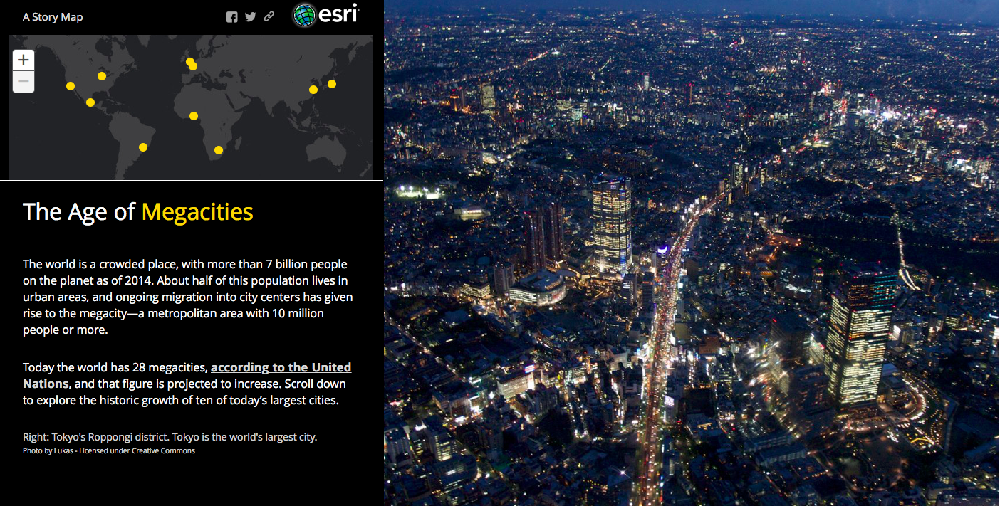 A Story Map
esri
+
−
The Age of Megacities
The world is a crowded place, with more than 7 billion people
on the planet as of 2014. About half of this population lives in
urban areas, and ongoing migration into city centers has given
rise to the megacity—a metropolitan area with 10 million
people or more.
Today the world has 28 megacities, according to the United
Nations, and that figure is projected to increase. Scroll down
to explore the historic growth of ten of today’s largest cities.
Right: Tokyo's Roppongi district. Tokyo is the world's largest city.
Photo by Lukas - Licensed under Creative Commons